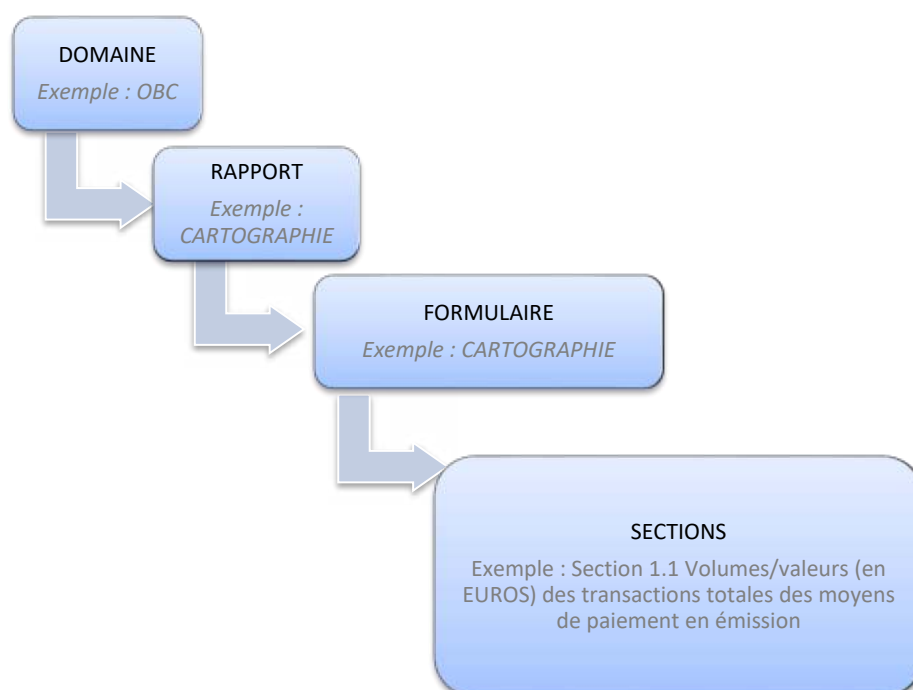 DOMAINE
Exemple : OBC
RAPPORT
Exemple :
CARTOGRAPHIE
FORMULAIRE
Exemple : CARTOGRAPHIE
SECTIONS
Exemple : Section 1.1 Volumes/valeurs (en
EUROS) des transactions totales des moyens
de paiement en émission